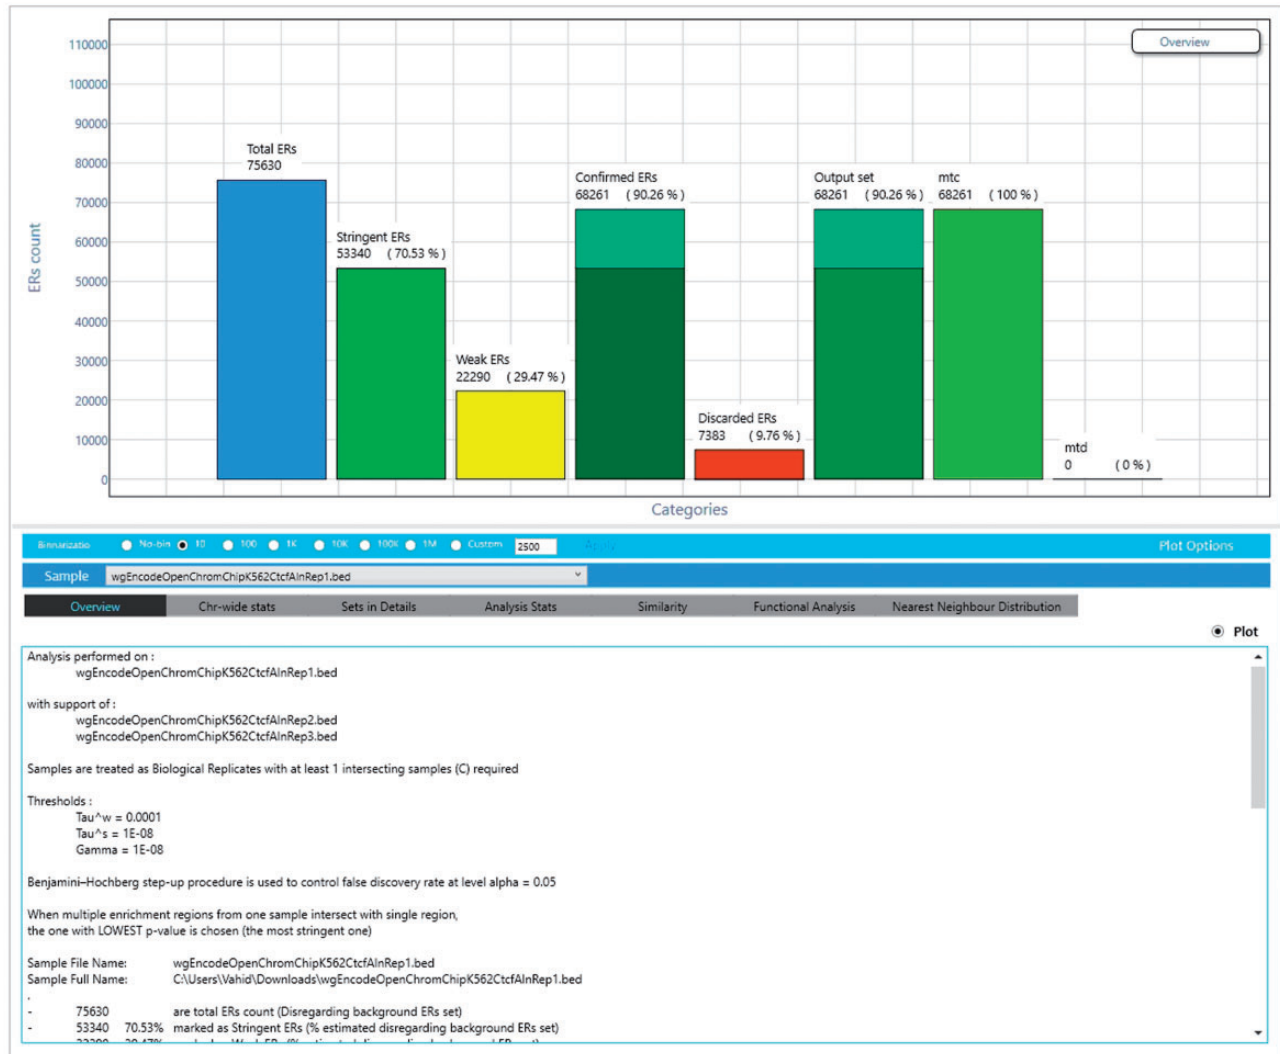 Overview
110000
100000
90000
80000
70000
60000
50000
40000
30000
20000
10000
0
ERs count
Total ERs
75630
Stringent ERs
53340 ( 70.53 % )
Weak ERs
22290 ( 29.47 % )
Confirmed ERs
68261 ( 90.26 % )
Discarded ERs
7383 ( 9.76 % )
Output set
68261 ( 90.26 % )
mtc
68261 ( 100 % )
mtd
0 ( 0 % )
Categories
Binnarizatio No-bin 10 100 1K 10K 100K 1M Custom 2500 Apply Plot Options
Sample wgEncodeOpenChromChipK562CtcfAlnRep1.bed
Overview Chr-wide stats Sets in Details Analysis Stats Similarity Functional Analysis Nearest Neighbour Distribution
Plot
Analysis performed on :
wgEncodeOpenChromChipK562CtcfAlnRep1.bed
with support of :
wgEncodeOpenChromChipK562CtcfAlnRep2.bed
wgEncodeOpenChromChipK562CtcfAlnRep3.bed
Samples are treated as Biological Replicates with at least 1 intersecting samples (C) required
Thresholds :
Tau^w = 0.0001
Tau^s = 1E-08
Gamma = 1E-08
Benjamini–Hochberg step-up procedure is used to control false discovery rate at level alpha = 0.05
When multiple enrichment regions from one sample intersect with single region,
the one with LOWEST p-value is chosen (the most stringent one)
Sample File Name: wgEncodeOpenChromChipK562CtcfAlnRep1.bed
Sample Full Name: C:\Users\Vahid\Downloads\wgEncodeOpenChromChipK562CtcfAlnRep1.bed
.
- 75630 are total ERs count (Disregarding background ERs set)
- 53340 70.53% marked as Stringent ERs (% estimated disregarding background ERs set)